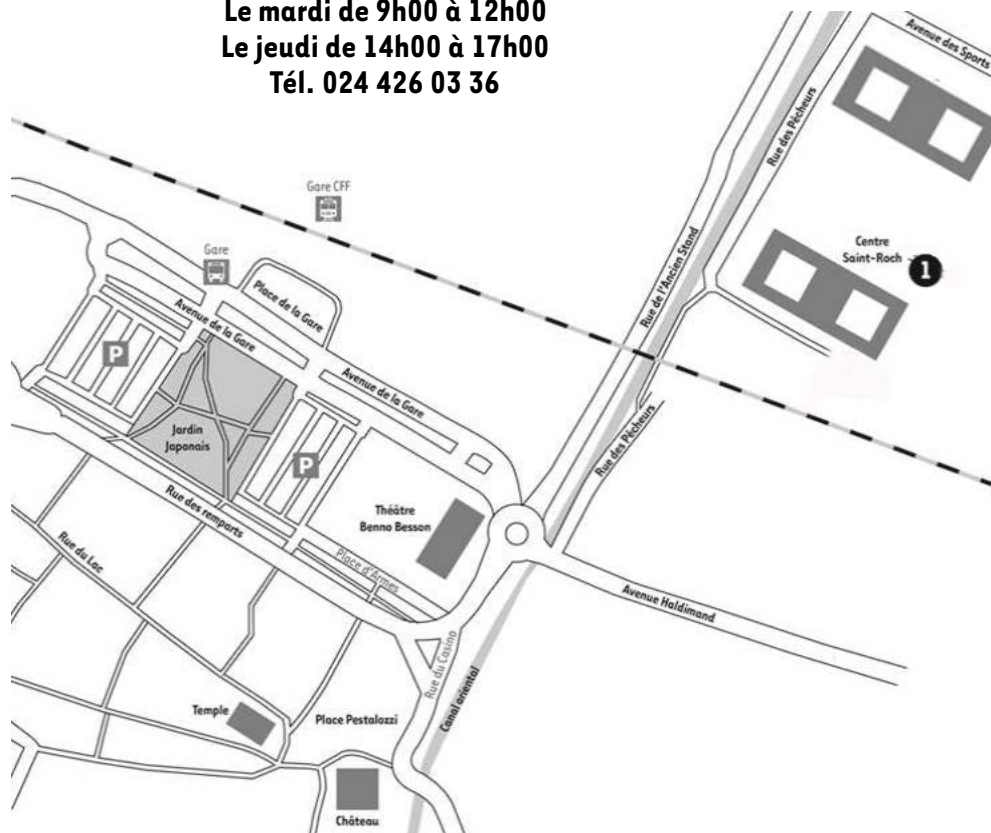 Le mardi de 9h00 à 12h00
Le jeudi de 14h00 à 17h00
Tél. 024 426 03 36
Avenue des Sports
Rue des Pêcheurs
Gare CFF
Centre
Saint-Roch
1
Gare
Rue de l'Ancien Stand
Place de la Gare
Avenue de la Gare
P
Avenue de la Gare
Jardin
Japonais
Rue des Pêcheurs
P
Rue des remparts
Théâtre
Benno Besson
Rue du Lac
Place d'Armes
Avenue Haldimand
Rue du Casino
Canal oriental
Temple
Place Pestalozzi
Château